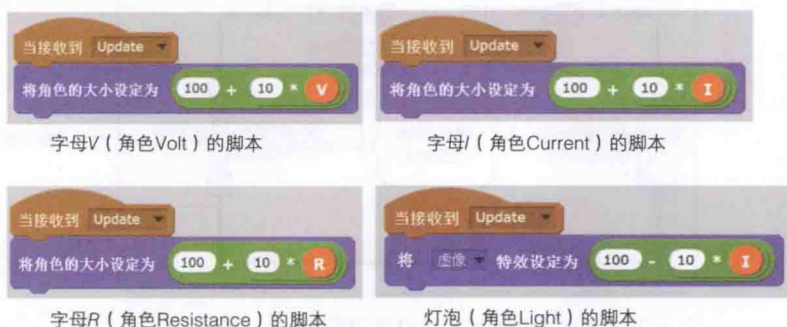 当接收到 Update
将角色的大小设定为 100 + 10 * V
字母V（角色Volt）的脚本
当接收到 Update
将角色的大小设定为 100 + 10 * I
字母I（角色Current）的脚本
当接收到 Update
将角色的大小设定为 100 + 10 * R
字母R（角色Resistance）的脚本
当接收到 Update
将 虚像 特效设定为 100 - 10 * I
灯泡（角色Light）的脚本